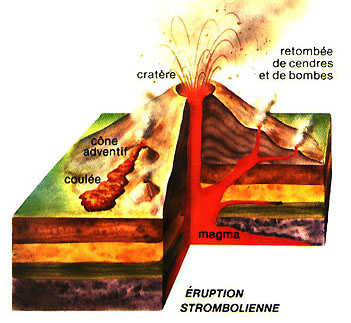 retombée
de cendres
et de bombes
cratère
cône
adventif
coulée
magma
ÉRUPTION
STROMBOLIENNE